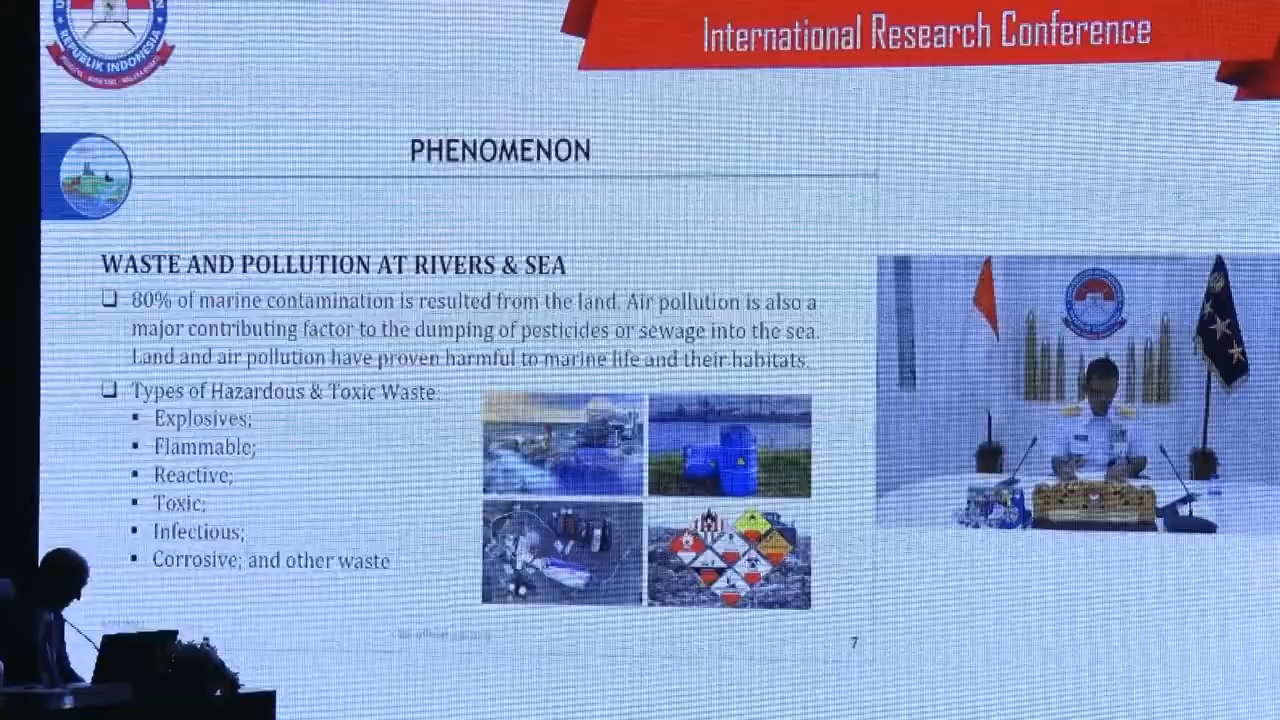 REPUBLIK INDONESIA
International Research Conference
PHENOMENON
WASTE AND POLLUTION AT RIVERS & SEA
80% of marine contamination is resulted from the land. Air pollution is also a
major contributing factor to the dumping of pesticides or sewage into the sea.
Land and air pollution have proven harmful to marine life and their habitats.
Types of Hazardous & Toxic Waste:
Explosives;
Flammable;
Reactive;
Toxic;
Infectious;
Corrosive; and other waste
7